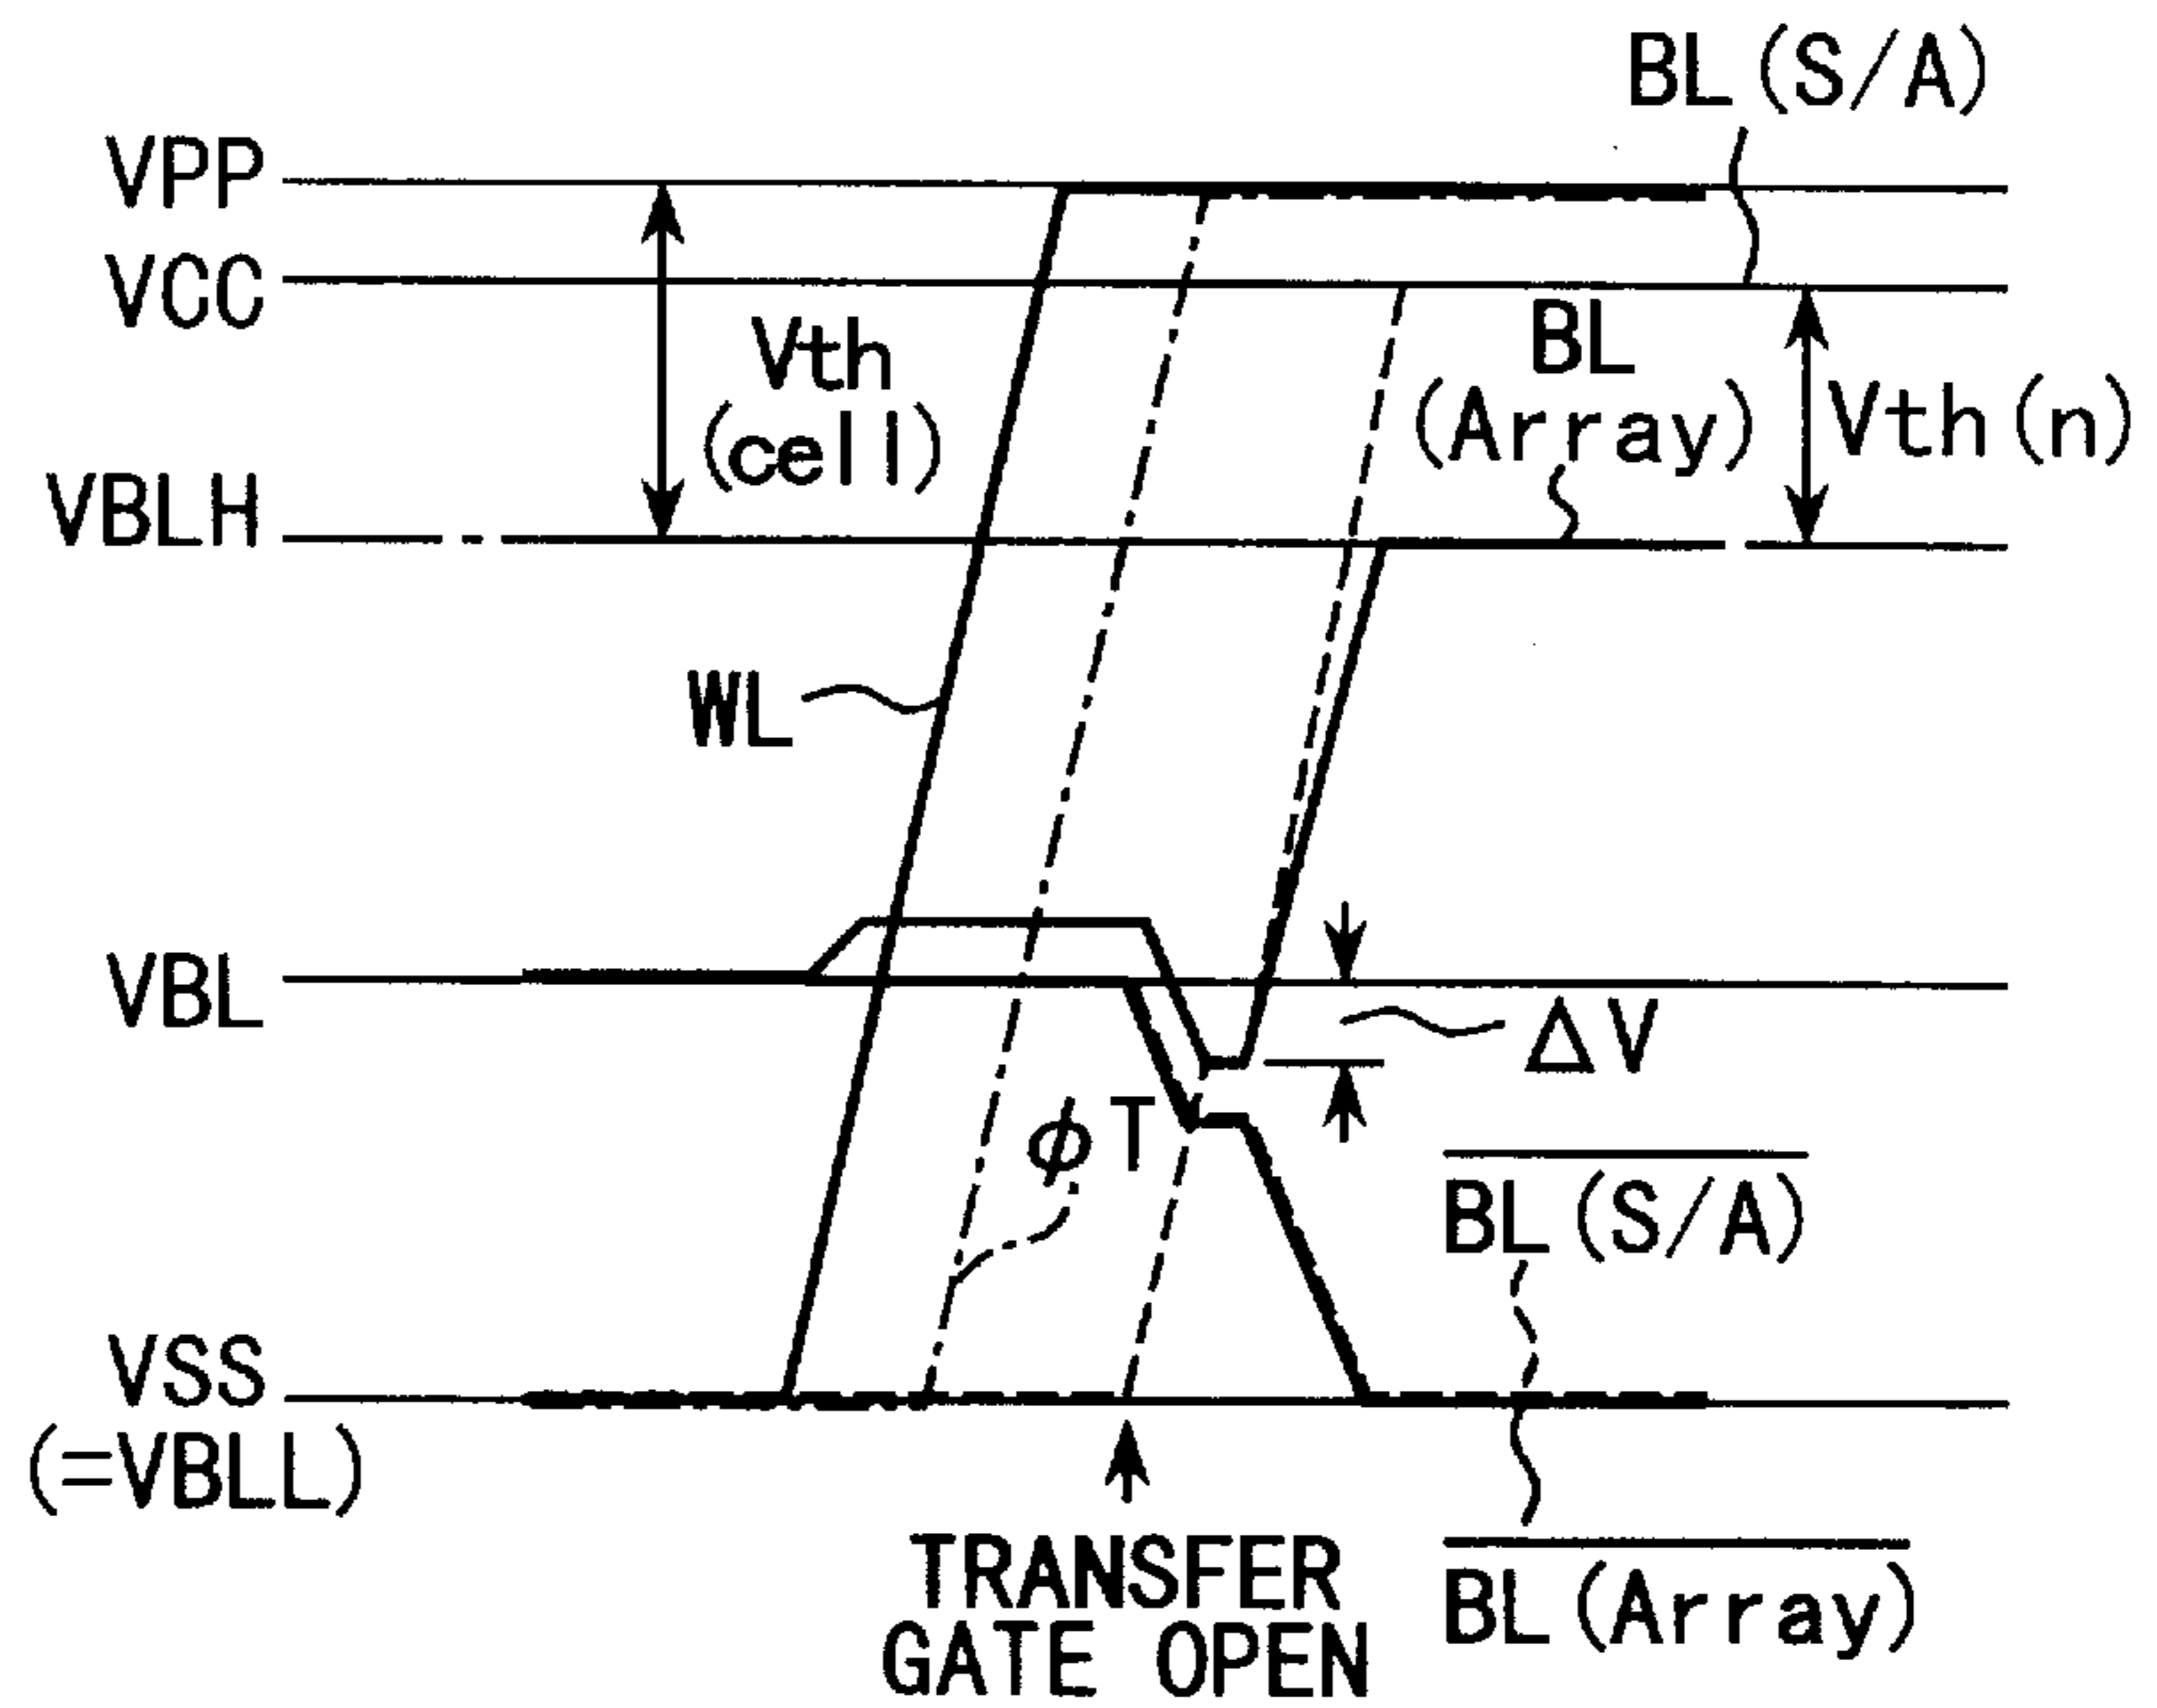 BL(S/A)
VPP
VCC
Vth
(cell)
BL
(Array)
Vth(n)
VBLH
WL
VBL
ΔV
φT
BL(S/A)
VSS
(=VBLL)
TRANSFER
GATE OPEN
BL(Array)